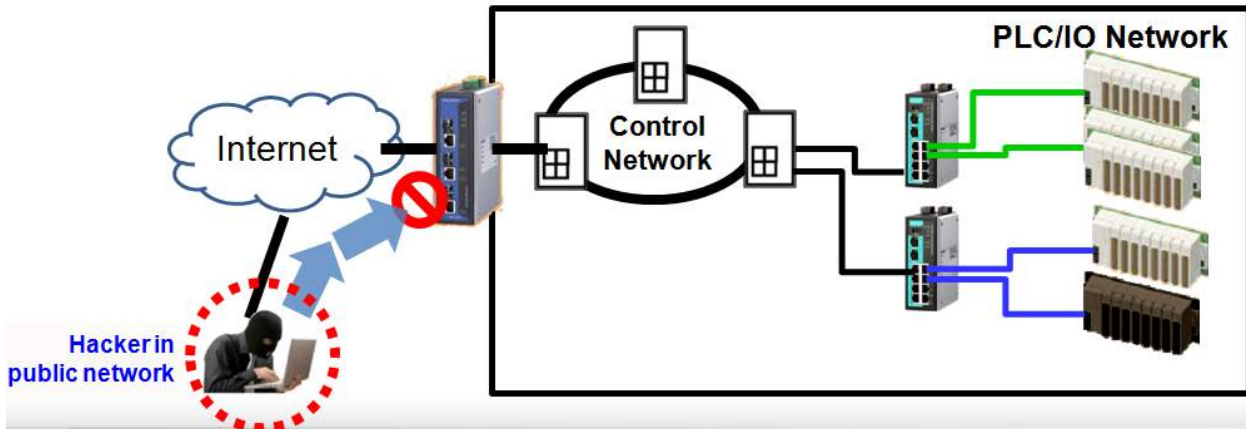 PLC/IO Network
Internet
Control
Network
Hacker in
public network